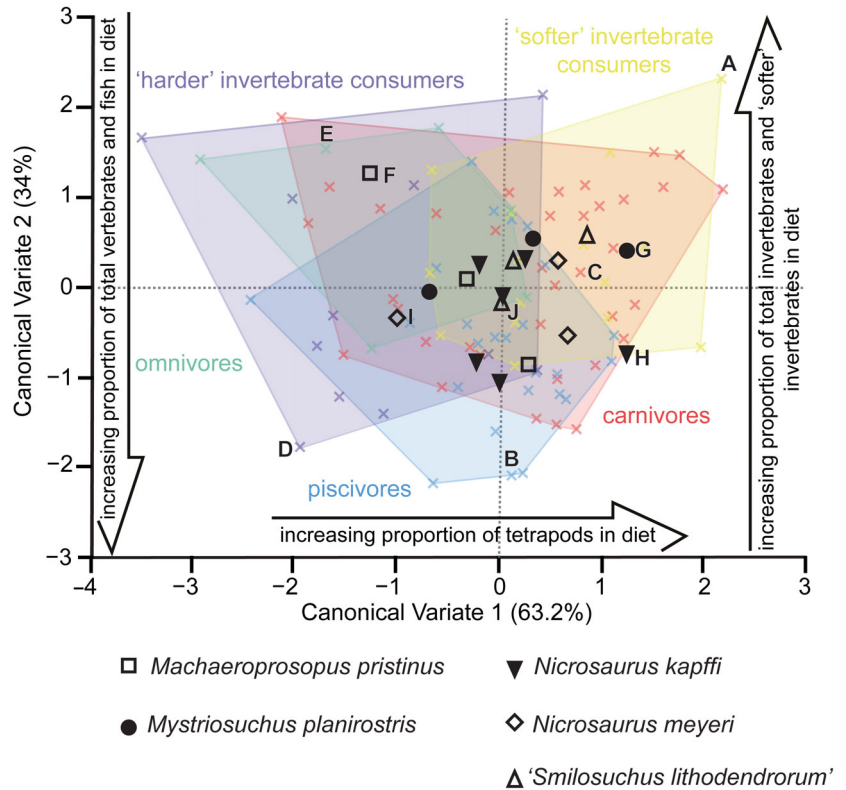 3
2
1
0
−1
−2
−3
−4
−3
−2
−1
0
1
2
3
Canonical Variate 2 (34%)
Canonical Variate 1 (63.2%)
increasing proportion of total vertebrates and fish in diet
increasing proportion of total invertebrates and ‘softer’
invertebrates in diet
increasing proportion of tetrapods in diet
‘harder’ invertebrate consumers
‘softer’ invertebrate
consumers
omnivores
piscivores
carnivores
A
E
F
G
C
I
J
H
D
B
Machaeroprosopus pristinus
Nicrosaurus kapffi
Mystriosuchus planirostris
Nicrosaurus meyeri
‘Smilosuchus lithodendrorum’